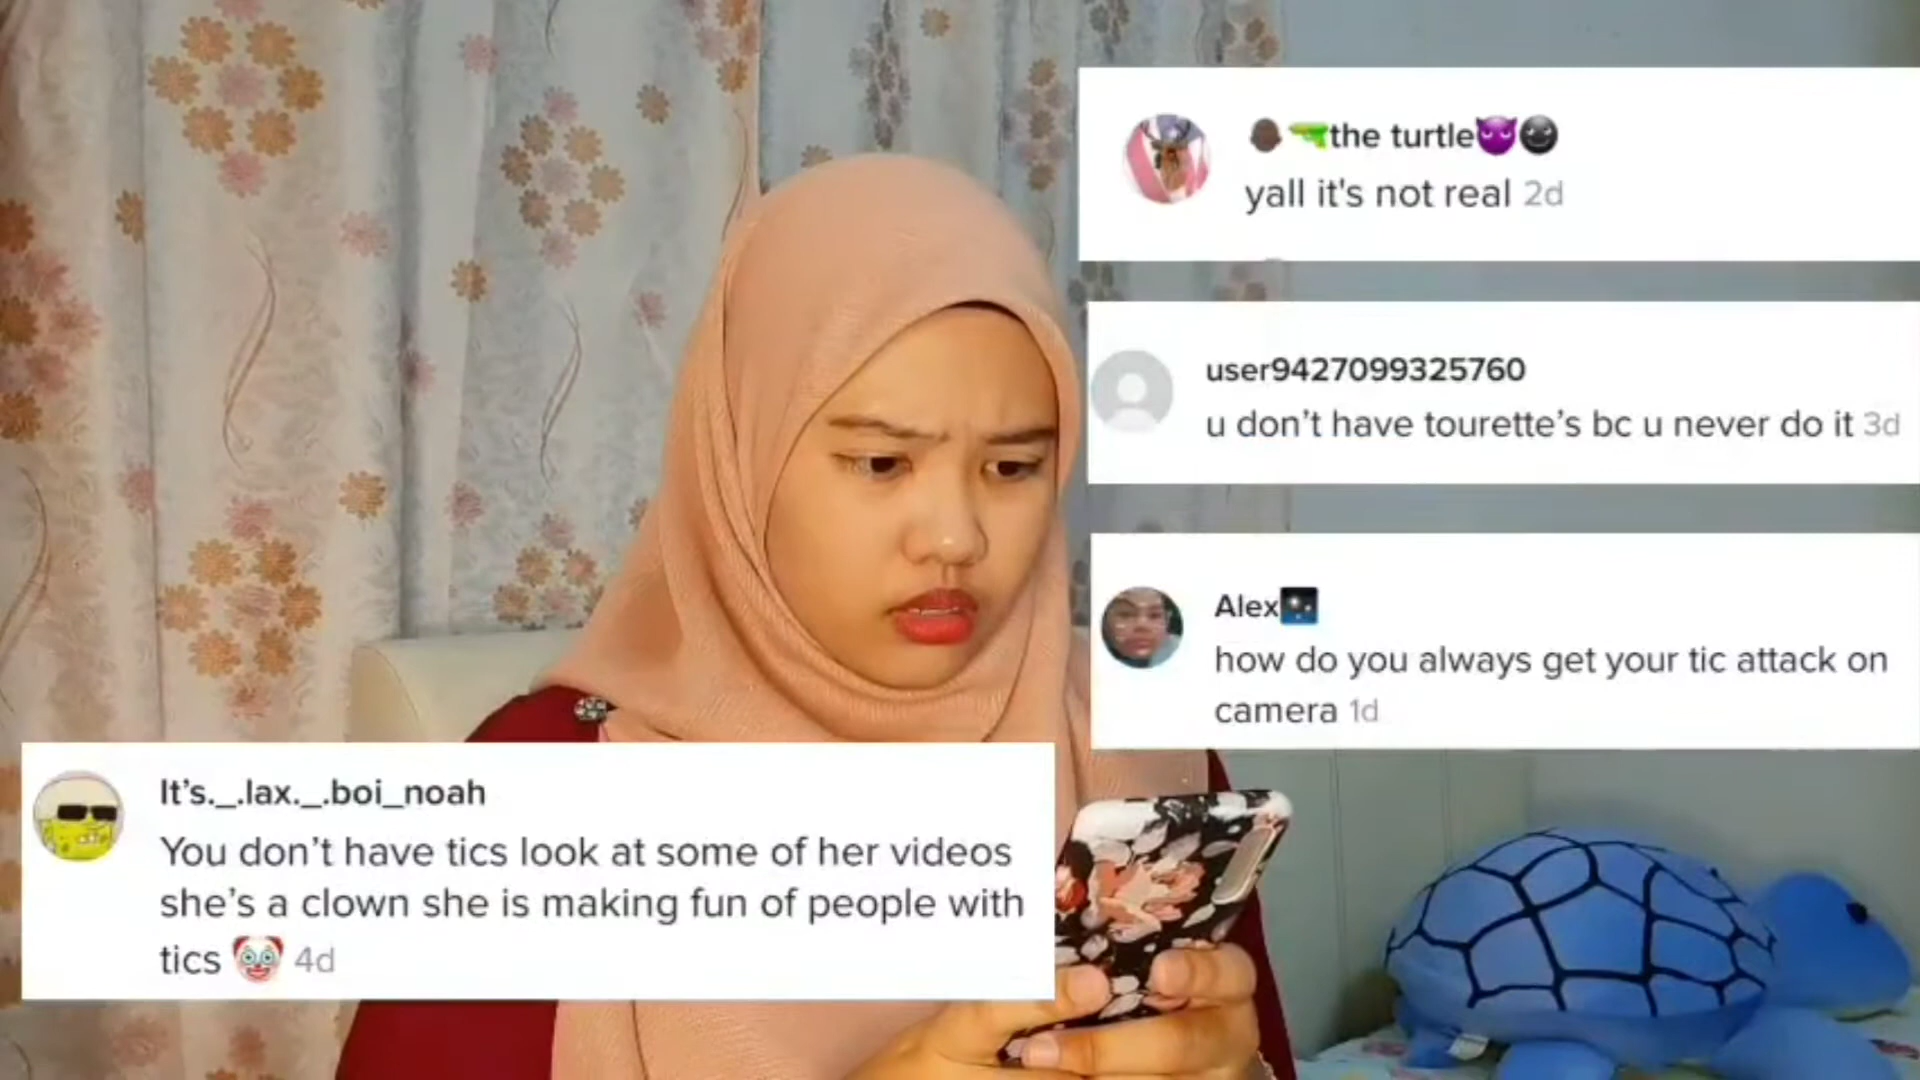 the turtle
yall it's not real 2d
user9427099325760
u don't have tourette's bc u never do it 3d
Alex
how do you always get your tic attack on
camera 1d
It's._.lax._.boi_noah
You don't have tics look at some of her videos
she's a clown she is making fun of people with
tics 4d